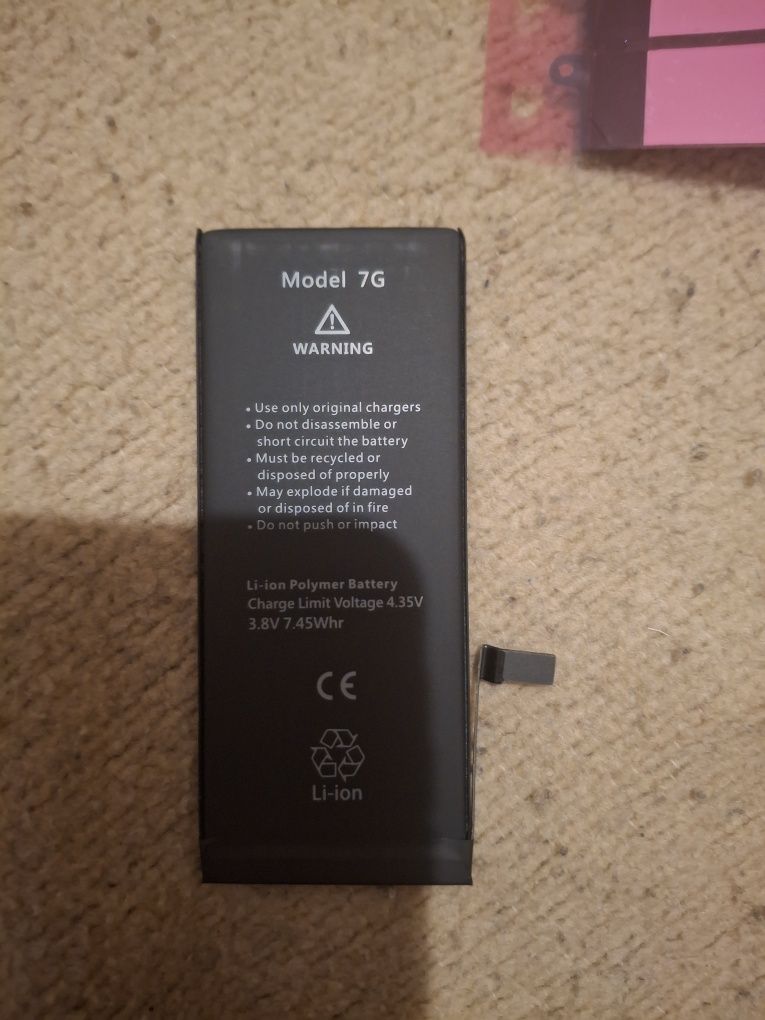 Model 7G
WARNING
• Use only original chargers
• Do not disassemble or
short circuit the battery
• Must be recycled or
disposed of properly
• May explode if damaged
or disposed of in fire
• Do not push or impact
Li-ion Polymer Battery
Charge Limit Voltage 4.35V
3.8V 7.45Whr
CE
Li-ion